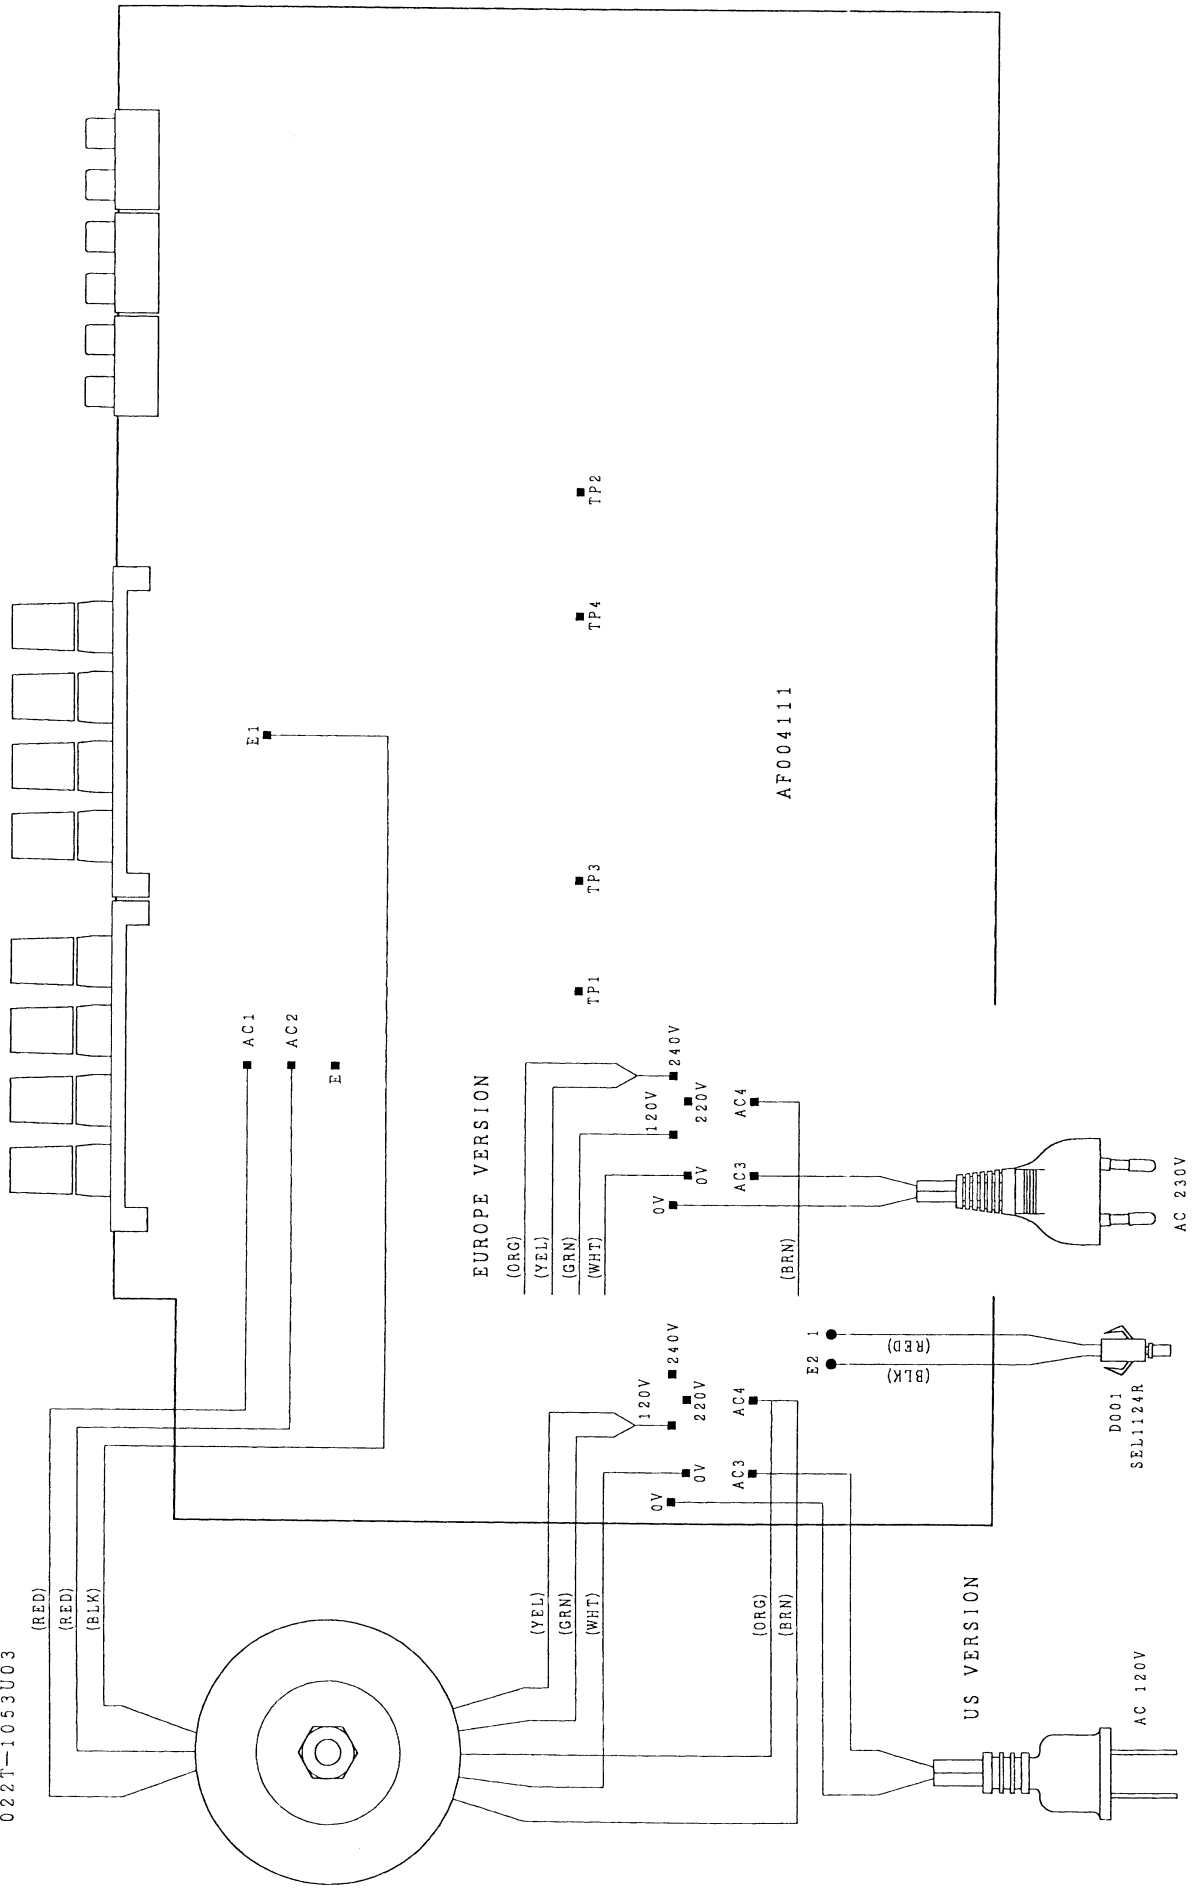 022T-1053U03
(RED)
(RED)
(BLK)
AC1
AC2
E
E1
TP1
TP3
TP4
TP2
AF004111
EUROPE VERSION
(ORG)
(YEL)
(GRN)
(WHT)
240V
120V
220V
0V
0V
AC3
AC4
(BRN)
AC 230V
(YEL)
(GRN)
(WHT)
(ORG)
(BRN)
240V
120V
220V
0V
0V
AC3
AC4
E2
1
(RED)
(BLK)
D001
SEL1124R
US VERSION
AC 120V